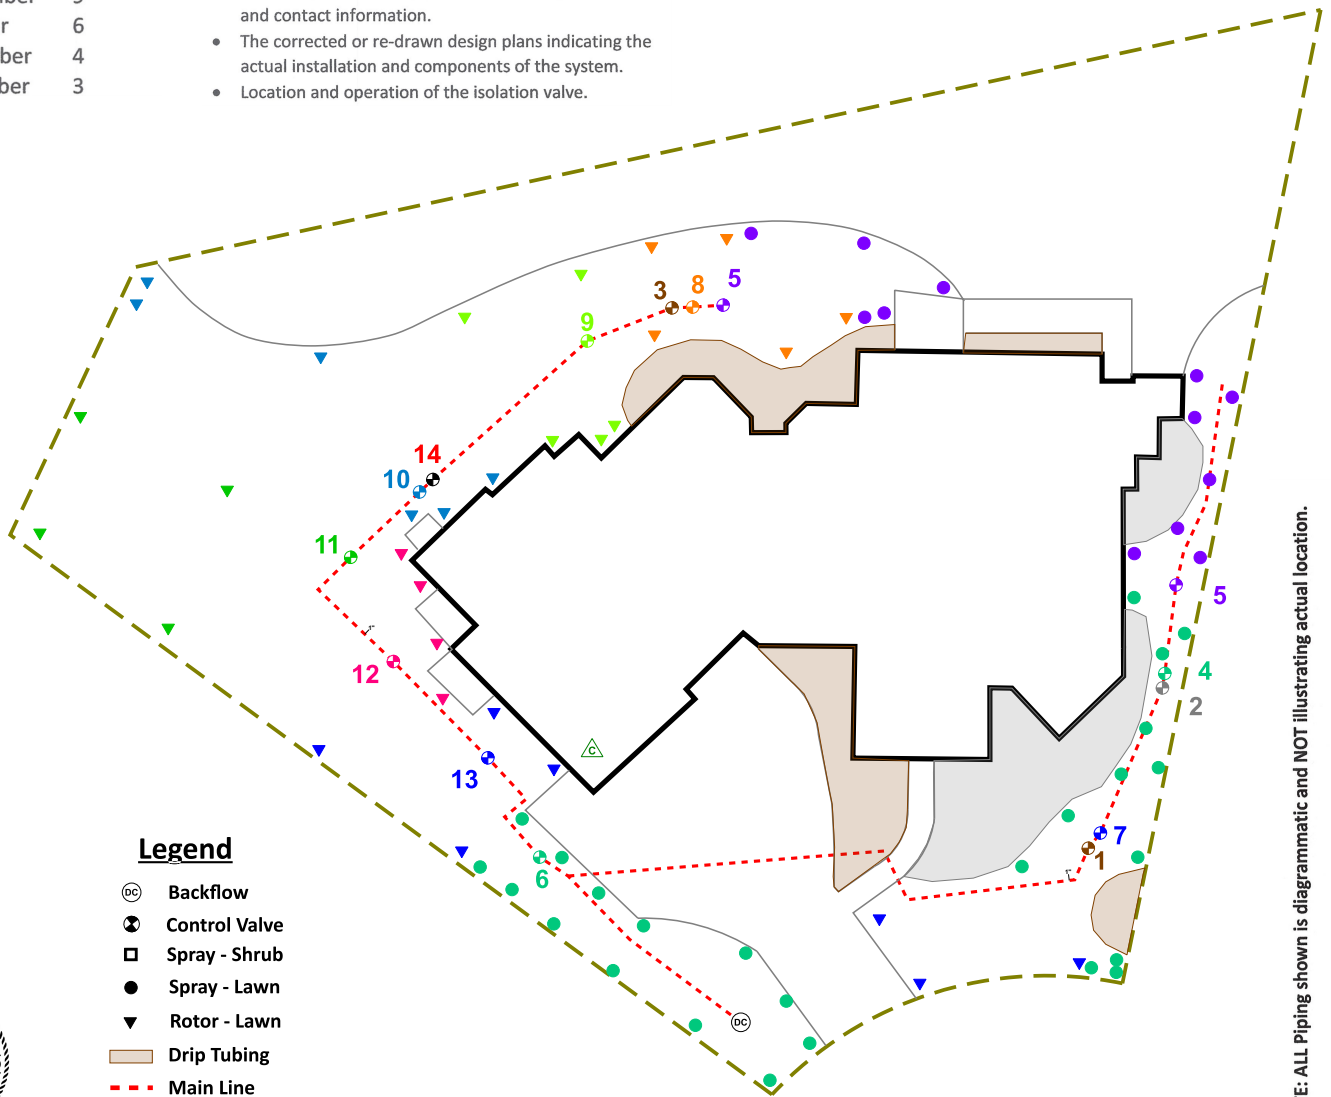 6
4
3
and contact information.
• The corrected or re-drawn design plans indicating the
actual installation and components of the system.
• Location and operation of the isolation valve.
3
8
5
9
14
10
11
12
13
C
6
5
4
2
7
1
DC
Legend
DC Backflow
Control Valve
Spray - Shrub
Spray - Lawn
Rotor - Lawn
Drip Tubing
Main Line
E: ALL Piping shown is diagrammatic and NOT illustrating actual location.